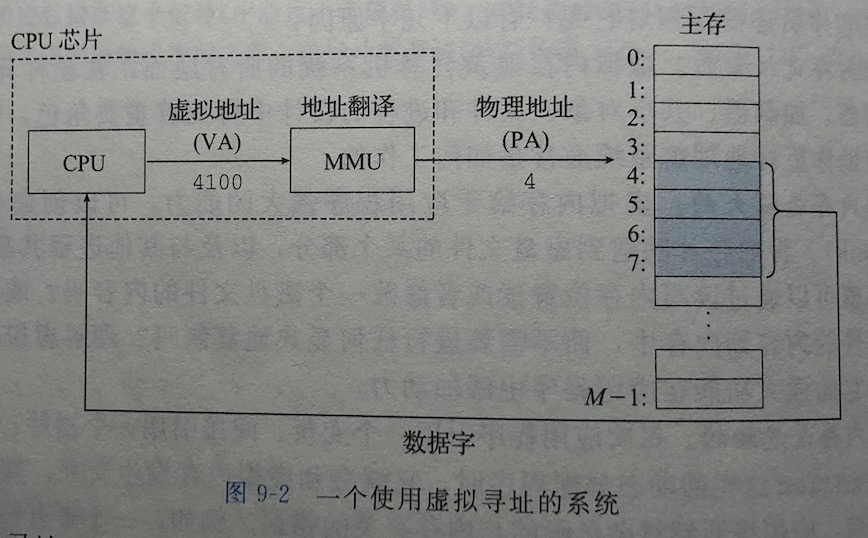 CPU 芯片
主存
虚拟地址
(VA)
地址翻译
物理地址
(PA)
CPU
MMU
4100
4
0:
1:
2:
3:
4:
5:
6:
7:
⋮
M−1:
数据字
图 9-2 一个使用虚拟寻址的系统